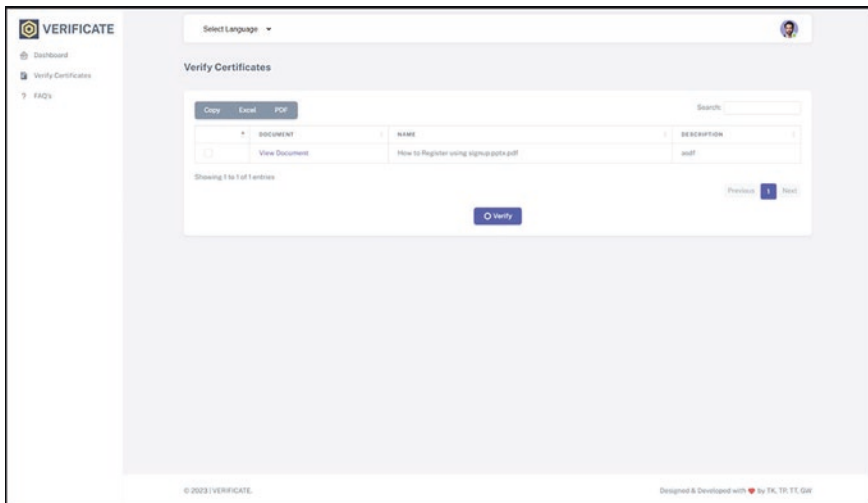 VERIFICATE
Select Language
Dashboard
Verify Certificates
? FAQ's
Verify Certificates
Copy Excel PDF
Search:
DOCUMENT NAME DESCRIPTION
View Document How to Register using signup.pptx.pdf asdf
Showing 1 to 1 of 1 entries
Previous 1 Next
Verify
© 2023 | VERIFICATE.
Designed & Developed with ❤ by TK, TP, TT, GW